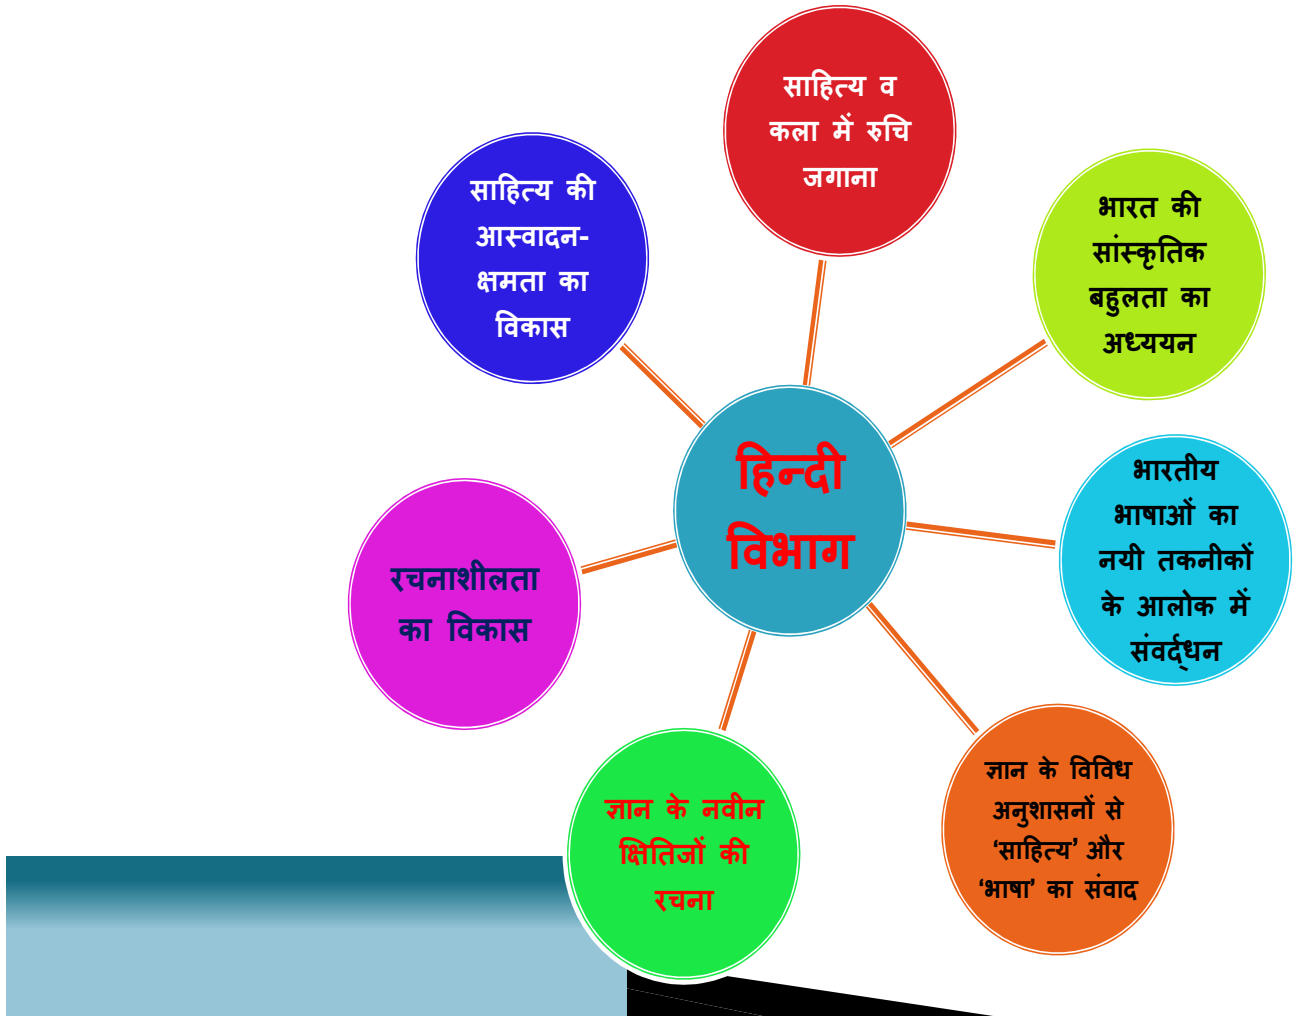 साहित्य व
कला में रुचि
जगाना
भारत की
सांस्कृतिक
बहुलता का
अध्ययन
भारतीय
भाषाओं का
नयी तकनीकों
के आलोक में
संवर्द्धन
ज्ञान के विविध
अनुशासनों से
‘साहित्य’ और
‘भाषा’ का संवाद
ज्ञान के नवीन
क्षितिजों की
रचना
रचनाशीलता
का विकास
साहित्य की
आस्वादन-
क्षमता का
विकास
हिन्दी
विभाग